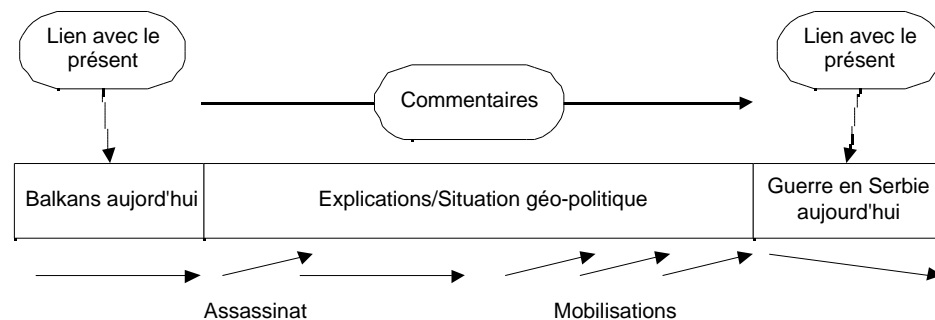 Lien avec le
présent
Lien avec le
présent
Commentaires
Balkans aujord'hui
Explications/Situation géo-politique
Guerre en Serbie
aujourd'hui
Assassinat
Mobilisations